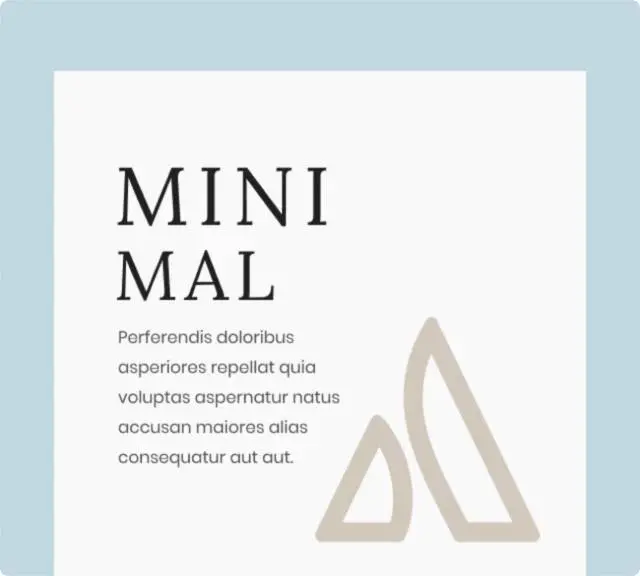 MINI
MAL
Perferendis doloribus
asperiores repellat quia
voluptas aspernatur natus
accusan maiores alias
consequatur aut aut.